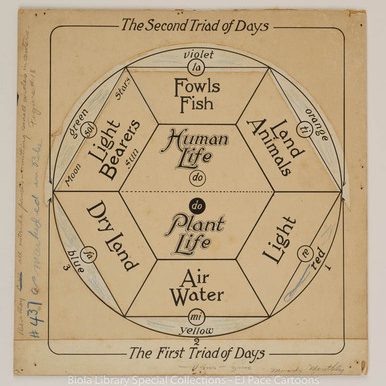 The Second Triad of Days
violet
la
Fowls
Fish
green
sol
Stars
Light
Bearers
Moon
sun
orange
ti
Land
Animals
Human
Life
do
do
Plant
Life
Dry Land
fa
blue
3
Light
re
red
1
Air
Water
mi
yellow
2
The First Triad of Days
#437
Moody Monthly
Biola Library Special Collections - EJ Pace Cartoons